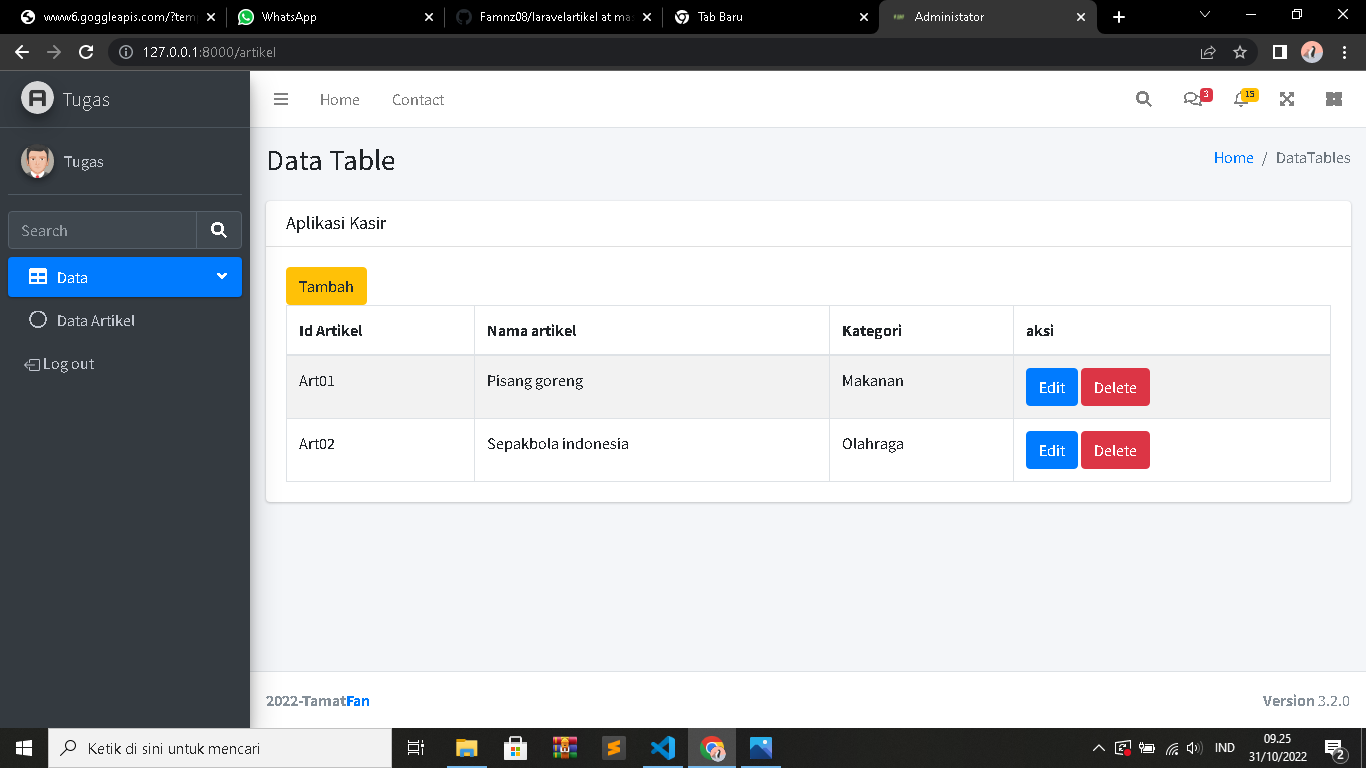 www6.goggleapis.com/?tem
WhatsApp
Famnz08/laravelartikel at ma
Tab Baru
Administator
127.0.0.1:8000/artikel
Tugas
Home
Contact
3
15
Tugas
Data Table
Home / DataTables
Search
Aplikasi Kasir
Data
Tambah
Data Artikel
Id Artikel Nama artikel Kategori aksi
Log out
Art01 Pisang goreng Makanan Edit Delete
Art02 Sepakbola indonesia Olahraga Edit Delete
2022-TamatFan
Version 3.2.0
Ketik di sini untuk mencari
IND
09.25
31/10/2022
2